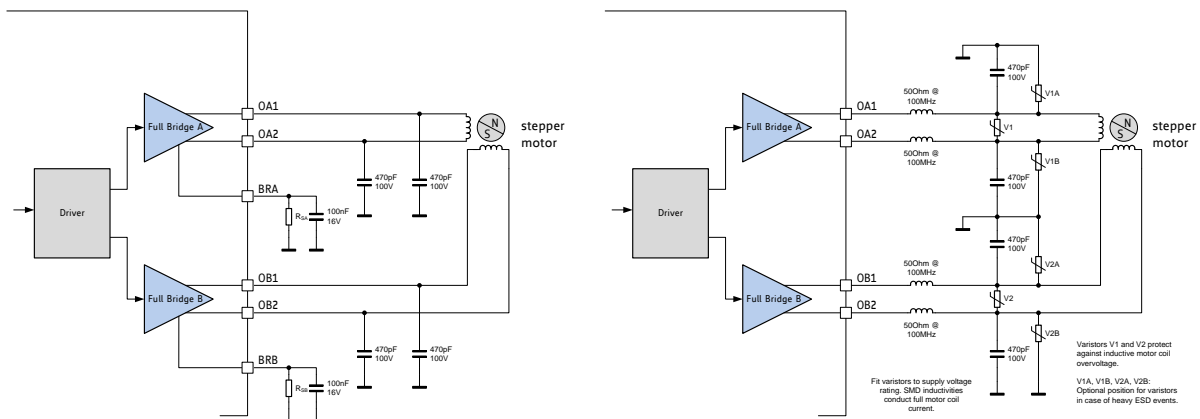 Driver
Full Bridge A
Full Bridge B
OA1
OA2
BRA
OB1
OB2
BRB
RSA
100nF
16V
RSB
100nF
16V
470pF
100V
470pF
100V
470pF
100V
470pF
100V
N
S
stepper
motor
Driver
Full Bridge A
Full Bridge B
OA1
OA2
OB1
OB2
50Ohm @
100MHz
50Ohm @
100MHz
50Ohm @
100MHz
50Ohm @
100MHz
470pF
100V
V1A
V1
V1B
470pF
100V
470pF
100V
V2A
V2
V2B
470pF
100V
N
S
stepper
motor
Fit varistors to supply voltage
rating. SMD inductivities
conduct full motor coil
current.
Varistors V1 and V2 protect
against inductive motor coil
overvoltage.
V1A, V1B, V2A, V2B:
Optional position for varistors
in case of heavy ESD events.